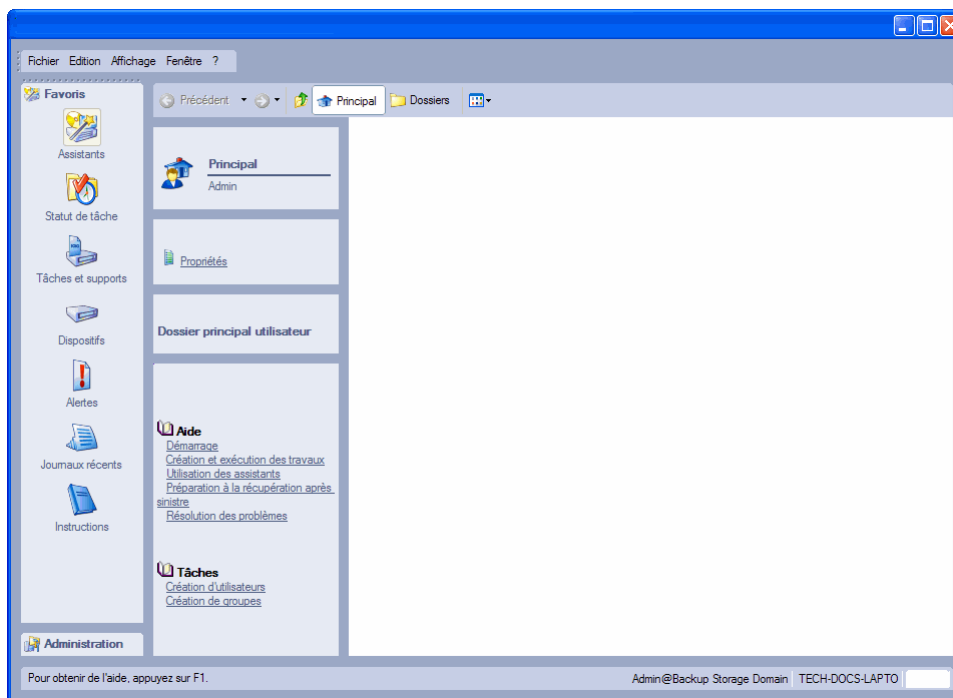 Fichier Edition Affichage Fenêtre ?
Favoris
Assistants
Statut de tâche
Tâches et supports
Dispositifs
Alertes
Journaux récents
Instructions
Administration
Précédent Principal Dossiers
Principal
Admin
Propriétés
Dossier principal utilisateur
Aide
Démarrage
Création et exécution des travaux
Utilisation des assistants
Préparation à la récupération après
sinistre
Résolution des problèmes
Tâches
Création d'utilisateurs
Création de groupes
Pour obtenir de l'aide, appuyez sur F1. Admin@Backup Storage Domain TECH-DOCS-LAPTO